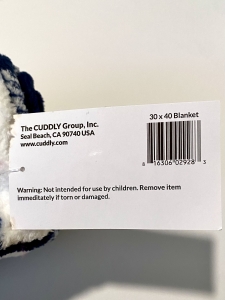 The CUDDLY Group, Inc.
Seal Beach, CA 90740 USA
www.cuddly.com
30 x 40 Blanket
8 16306 02928 3
Warning: Not intended for use by children. Remove item
immediately if torn or damaged.